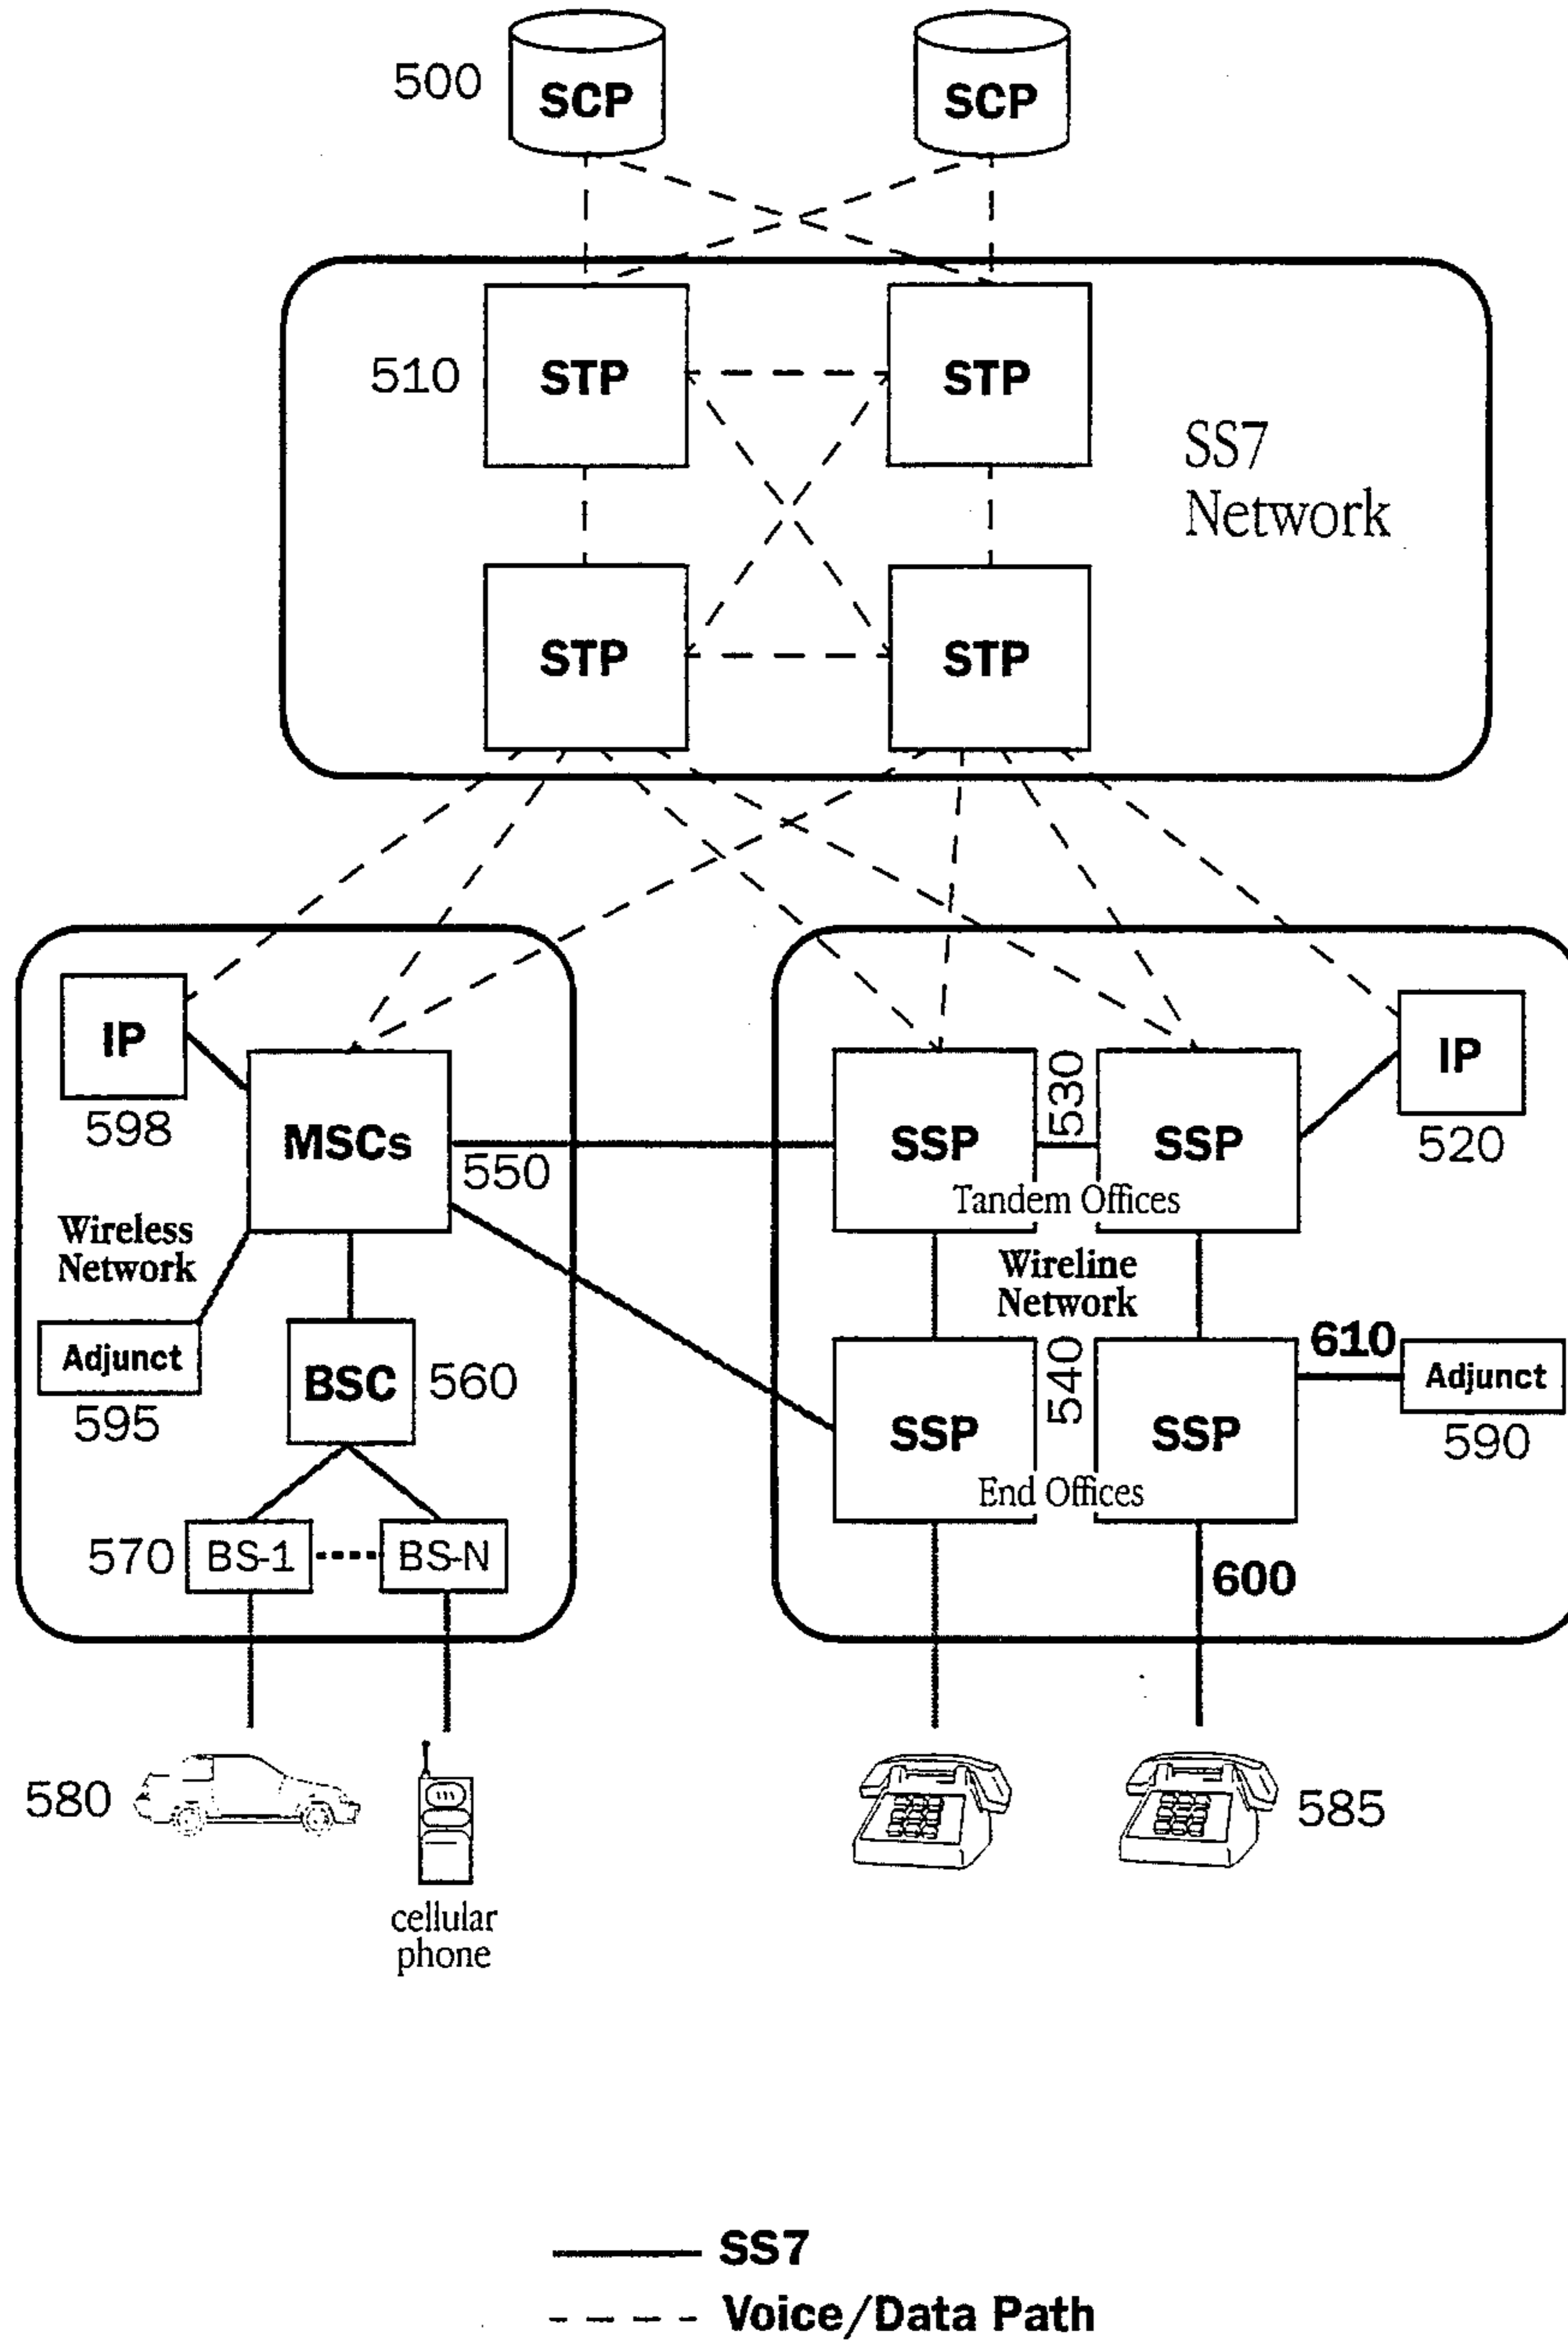 500
SCP
SCP
510
STP
STP
SS7
Network
STP
STP
IP
598
MSCs
550
Wireless
Network
Adjunct
595
BSC
560
570
BS-1
BS-N
530
SSP
SSP
Tandem Offices
IP
520
Wireline
Network
540
SSP
SSP
End Offices
610
Adjunct
590
600
580
cellular
phone
585
SS7
Voice/Data Path